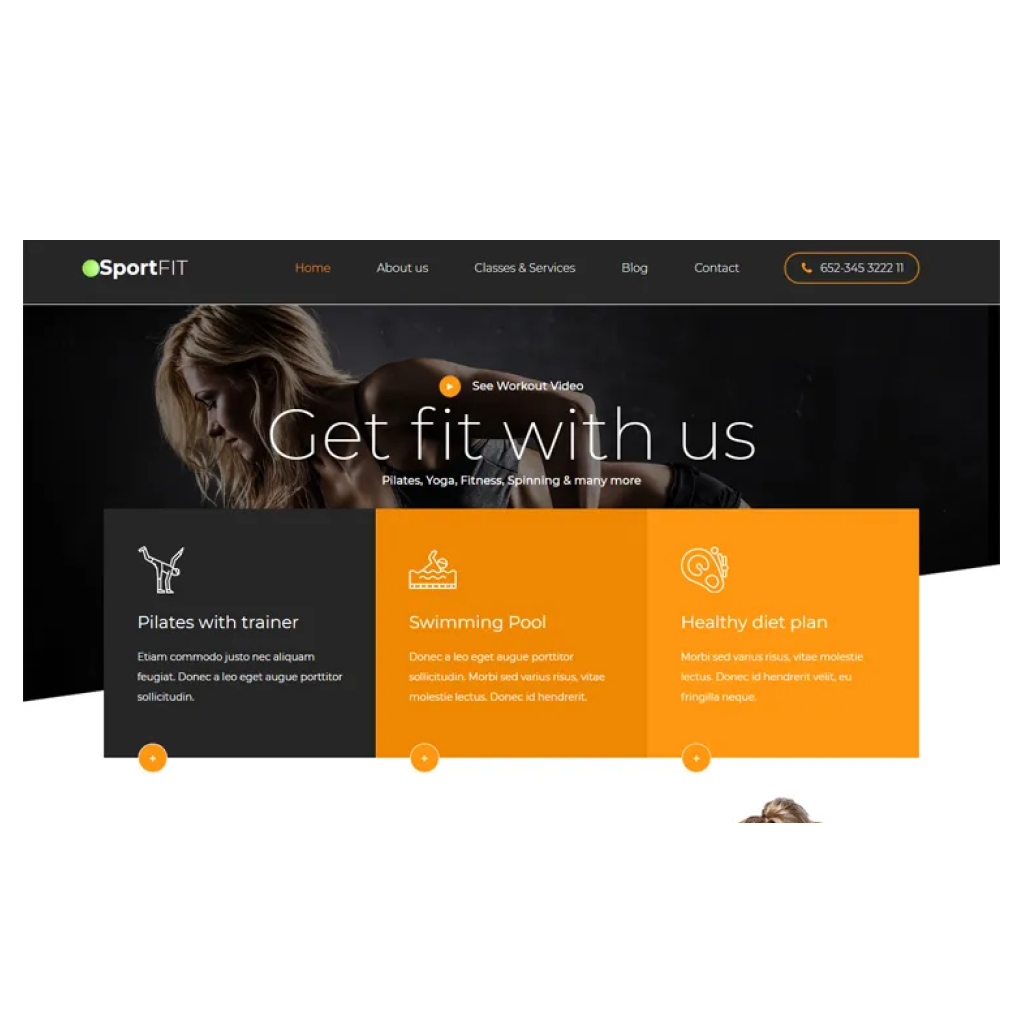 SportFIT
Home
About us
Classes & Services
Blog
Contact
652-345 3222 11
See Workout Video
Get fit with us
Pilates, Yoga, Fitness, Spinning & many more
Pilates with trainer
Etiam commodo justo nec aliquam
feugiat. Donec a leo eget augue porttitor
sollicitudin.
Swimming Pool
Donec a leo eget augue porttitor
sollicitudin. Morbi sed varius risus, vitae
molestie lectus. Donec id hendrerit.
Healthy diet plan
Morbi sed varius risus, vitae molestie
lectus. Donec id hendrerit velit, eu
fringilla neque.